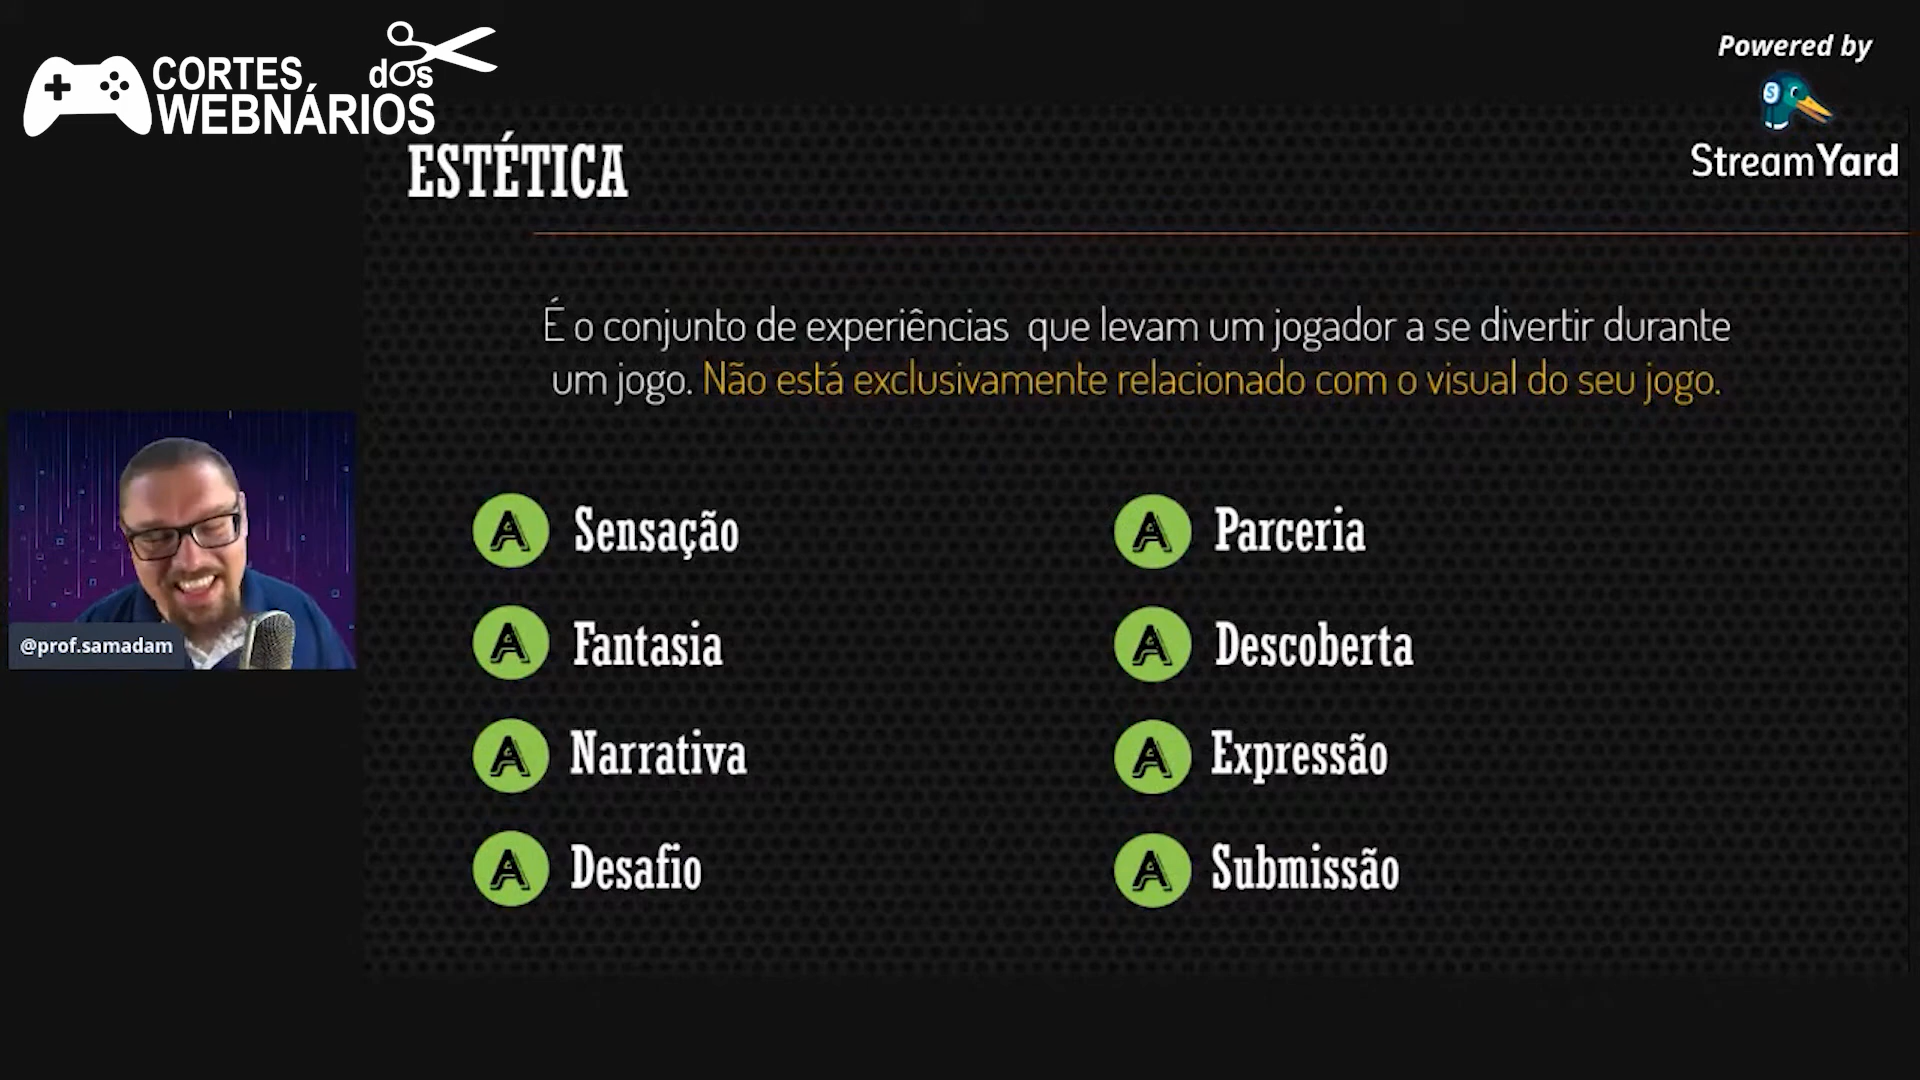 CORTES dos
WEBNÁRIOS
Powered by
StreamYard
ESTÉTICA
É o conjunto de experiências que levam um jogador a se divertir durante
um jogo. Não está exclusivamente relacionado com o visual do seu jogo.
A Sensação
A Fantasia
A Narrativa
A Desafio
A Parceria
A Descoberta
A Expressão
A Submissão
@prof.samadam